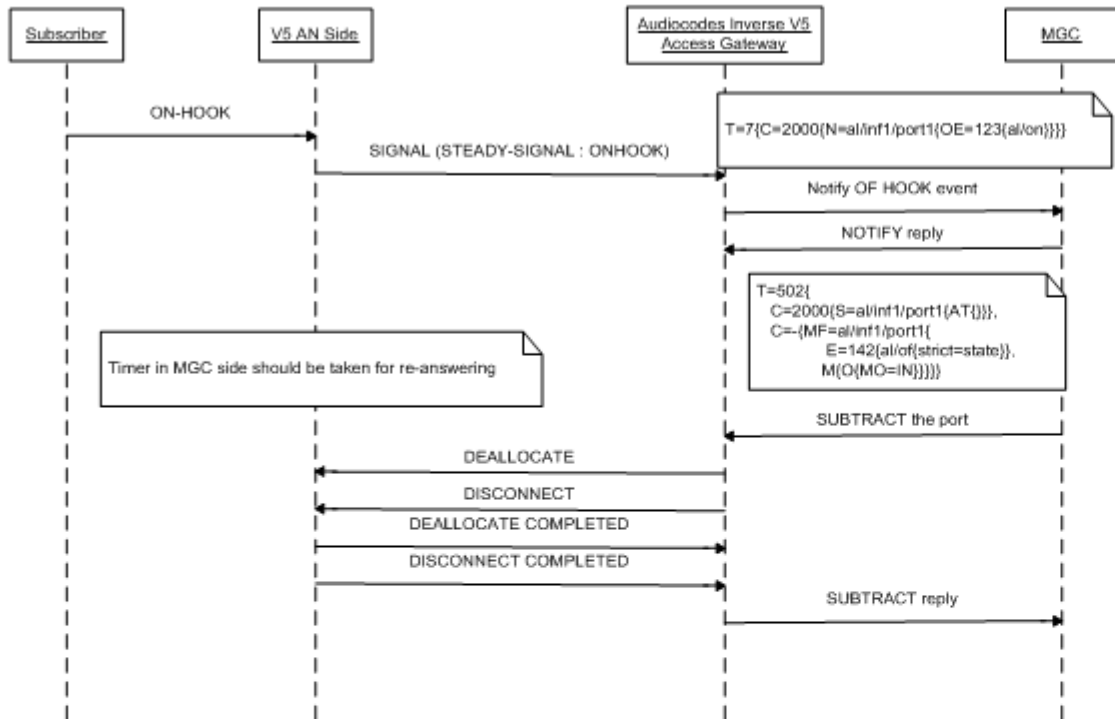 Subscriber
V5 AN Side
Audiocodes Inverse V5
Access Gateway
MGC
ON-HOOK
T=7{C=2000{N=al/inf1/port1{OE=123{al/on}}}}
SIGNAL (STEADY-SIGNAL : ONHOOK)
Notify OF HOOK event
NOTIFY reply
T=502{
C=2000{S=al/inf1/port1{AT{}}},
C=-{MF=al/inf1/port1{
E=142{al/of{strict=state}},
M{O{MO=IN}}}}}
Timer in MGC side should be taken for re-answering
SUBTRACT the port
DEALLOCATE
DISCONNECT
DEALLOCATE COMPLETED
DISCONNECT COMPLETED
SUBTRACT reply